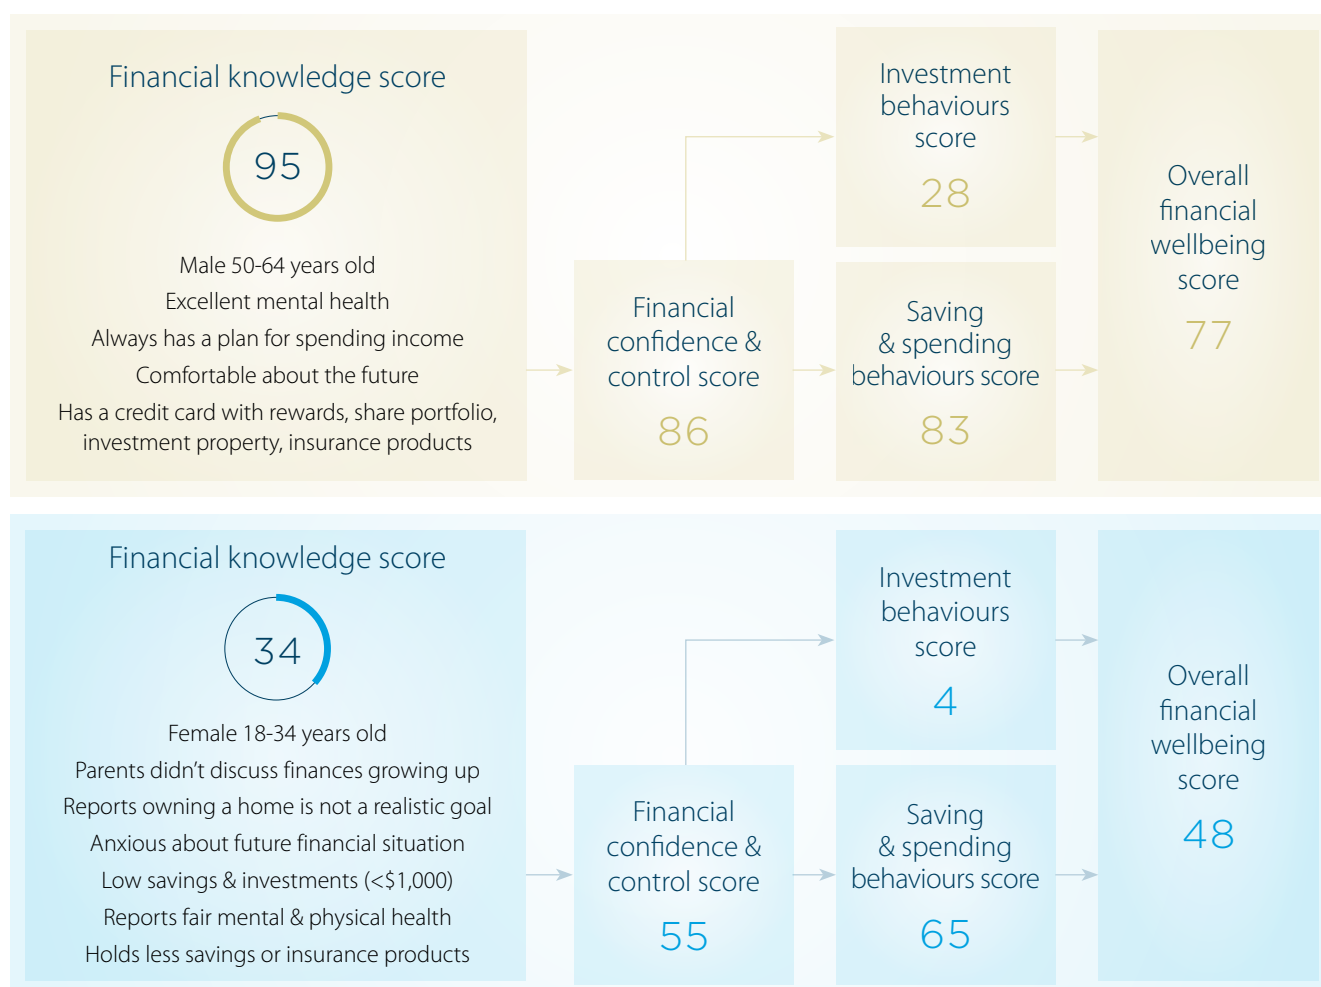 Financial knowledge score
95
Male 50-64 years old
Excellent mental health
Always has a plan for spending income
Comfortable about the future
Has a credit card with rewards, share portfolio,
investment property, insurance products
Financial
confidence &
control score
86
Investment
behaviours
score
28
Saving
& spending
behaviours score
83
Overall
financial
wellbeing
score
77
Financial knowledge score
34
Female 18-34 years old
Parents didn’t discuss finances growing up
Reports owning a home is not a realistic goal
Anxious about future financial situation
Low savings & investments (<$1,000)
Reports fair mental & physical health
Holds less savings or insurance products
Financial
confidence &
control score
55
Investment
behaviours
score
4
Saving
& spending
behaviours score
65
Overall
financial
wellbeing
score
48